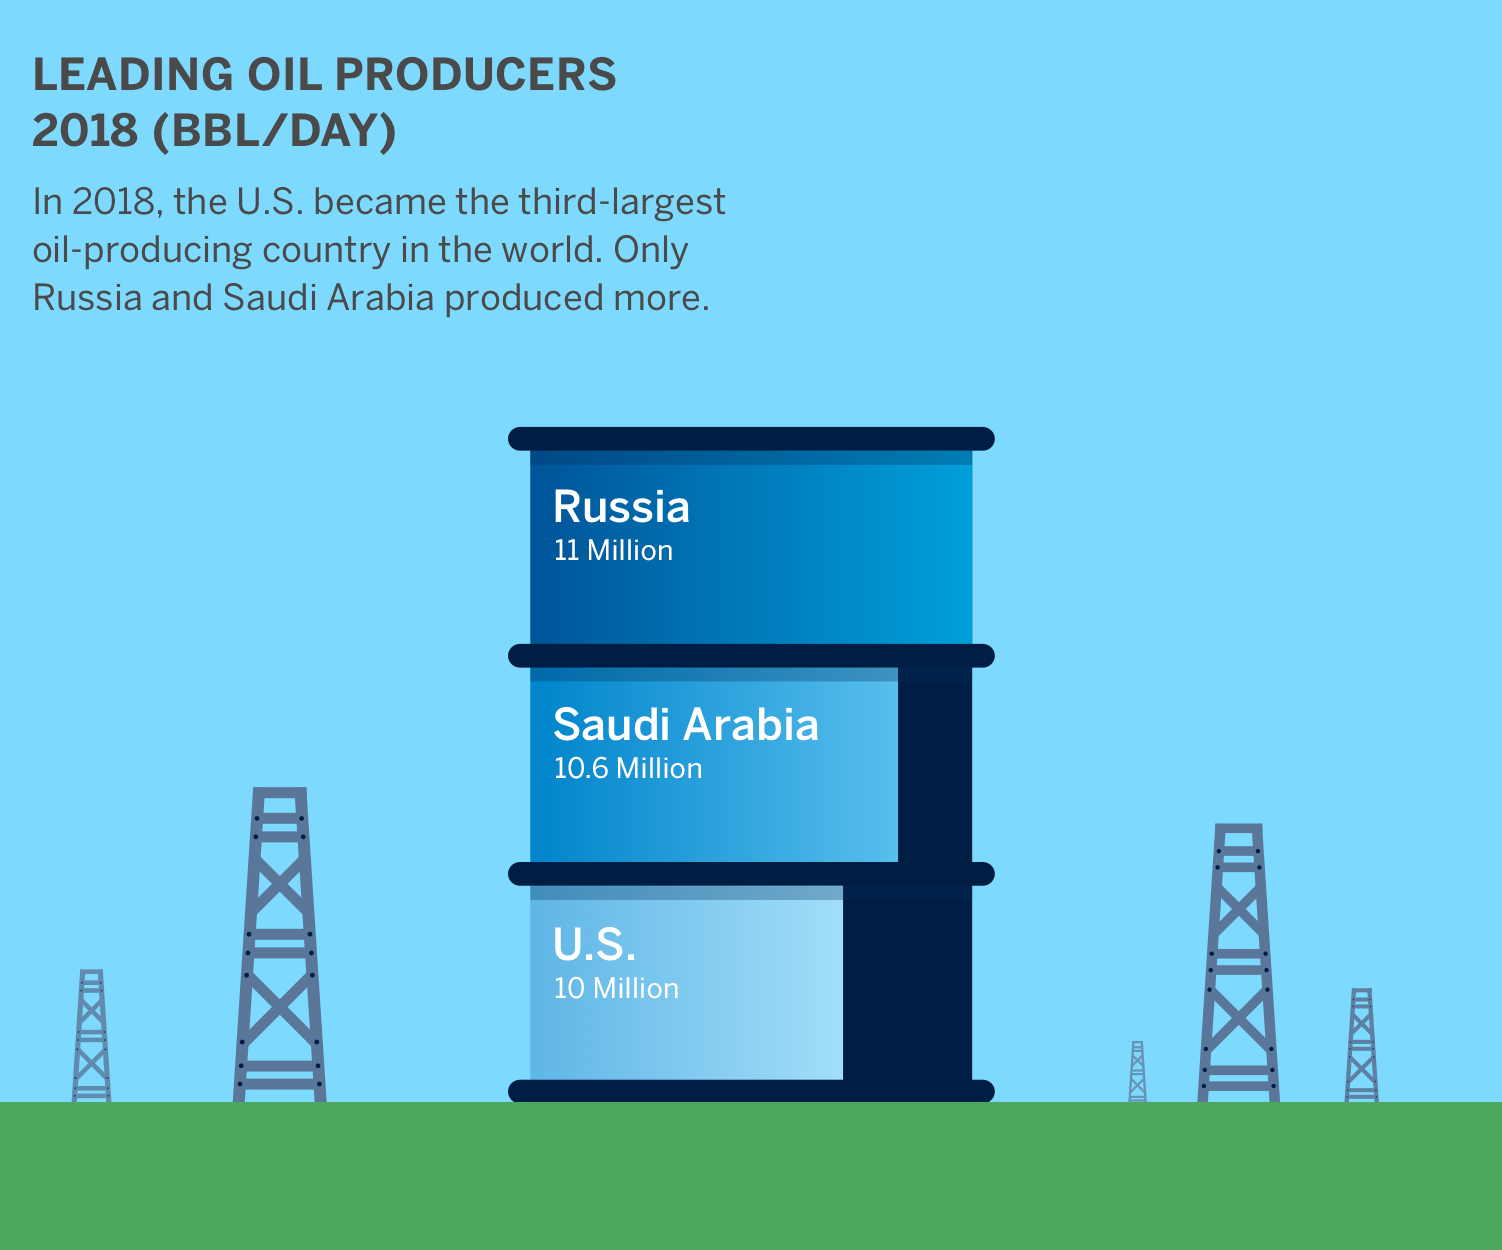 LEADING OIL PRODUCERS
2018 (BBL/DAY)
In 2018, the U.S. became the third-largest
oil-producing country in the world. Only
Russia and Saudi Arabia produced more.
Russia
11 Million
Saudi Arabia
10.6 Million
U.S.
10 Million